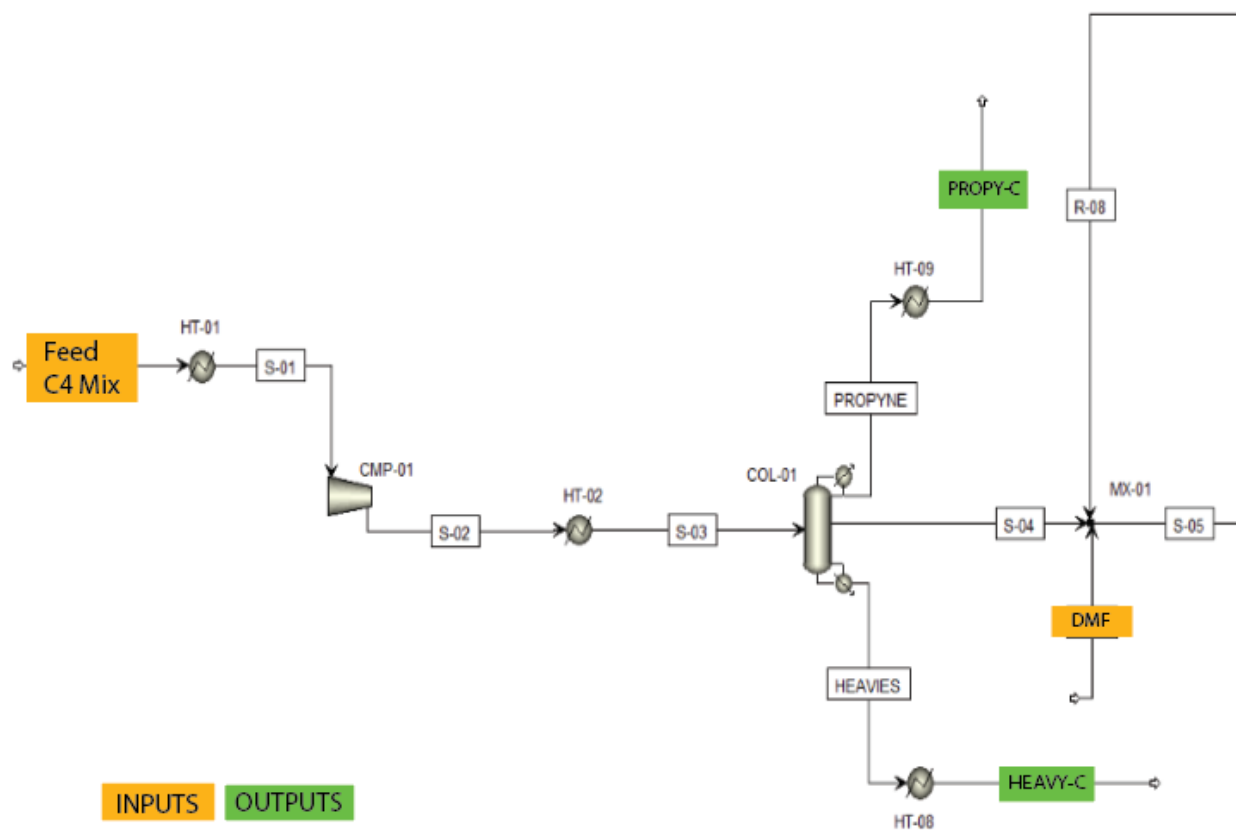 PROPY-C
R-08
HT-09
HT-01
Feed
C4 Mix
S-01
PROPYNE
CMP-01
HT-02
COL-01
MX-01
S-02
S-03
S-04
S-05
DMF
HEAVIES
HEAVY-C
INPUTS
OUTPUTS
HT-08